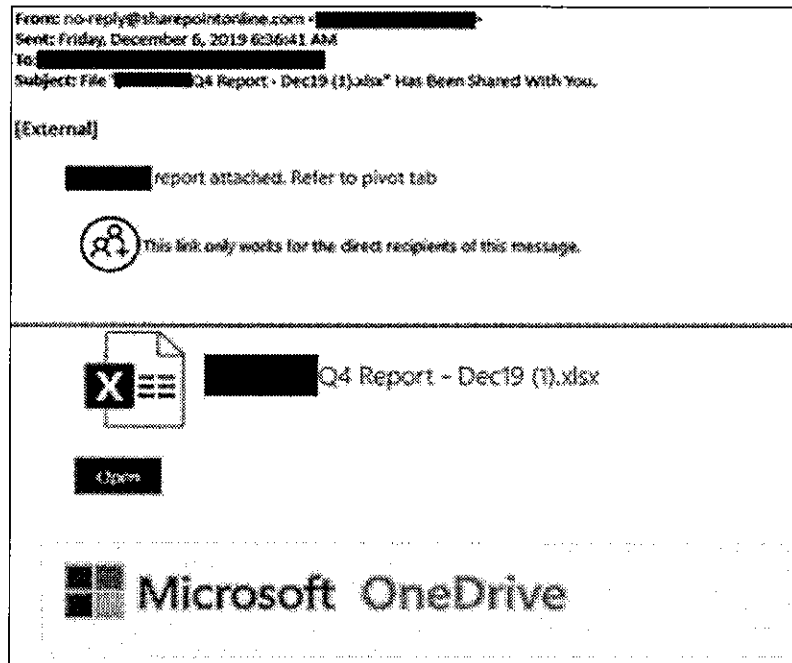 From: no-reply@sharepointonline.com <
Sent: Friday, December 6, 2019 6:36:41 AM
To:
Subject: File "Q4 Report - Dec19 (1).xlsx" Has Been Shared With You.
[External]
report attached. Refer to pivot tab
This link only works for the direct recipients of this message.
X
Q4 Report - Dec19 (1).xlsx
Open
Microsoft OneDrive